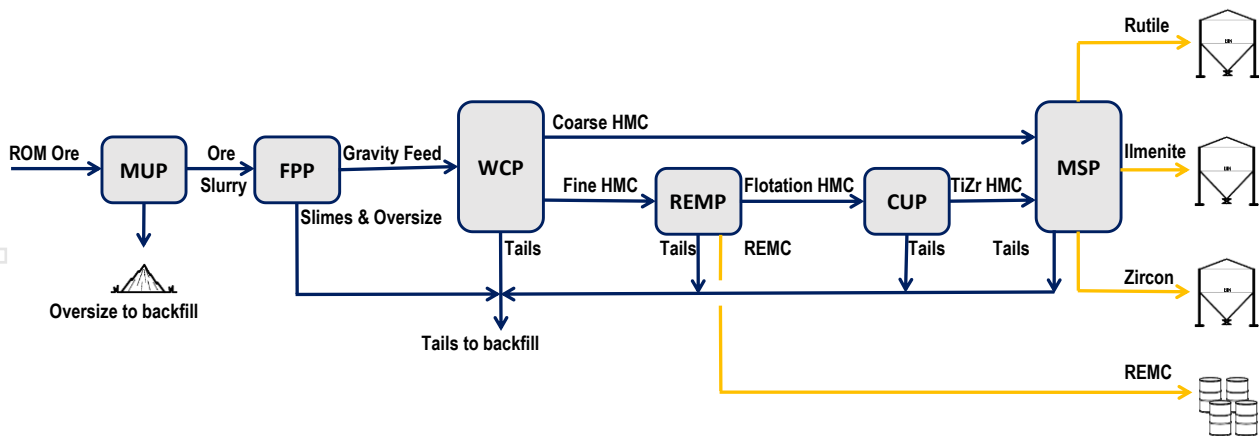 Rutile
ROM Ore
MUP
Ore
Slurry
FPP
Gravity Feed
WCP
Coarse HMC
Fine HMC
REMP
Flotation HMC
CUP
TiZr HMC
MSP
Ilmenite
Slimes & Oversize
Tails
Tails
REMC
Tails
Tails
Zircon
Oversize to backfill
Tails to backfill
REMC